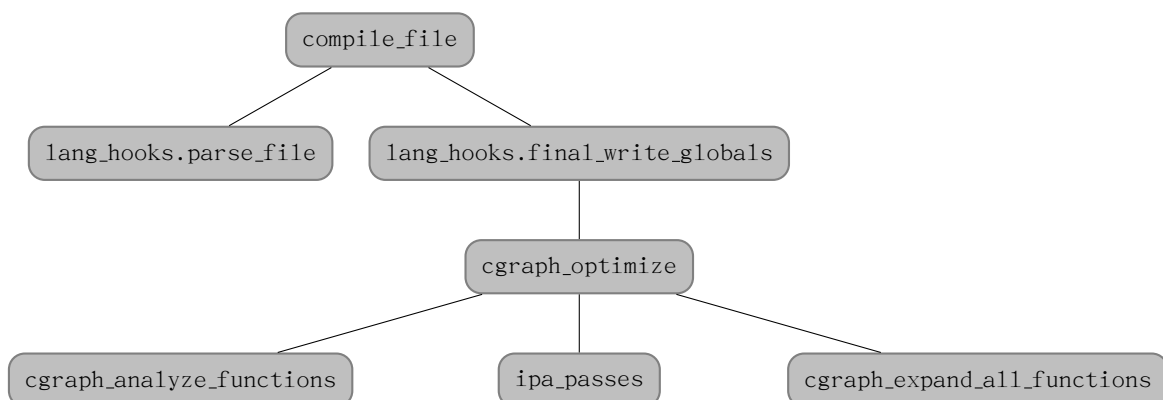 compile_file
lang_hooks.parse_file
lang_hooks.final_write_globals
cgraph_optimize
cgraph_analyze_functions
ipa_passes
cgraph_expand_all_functions